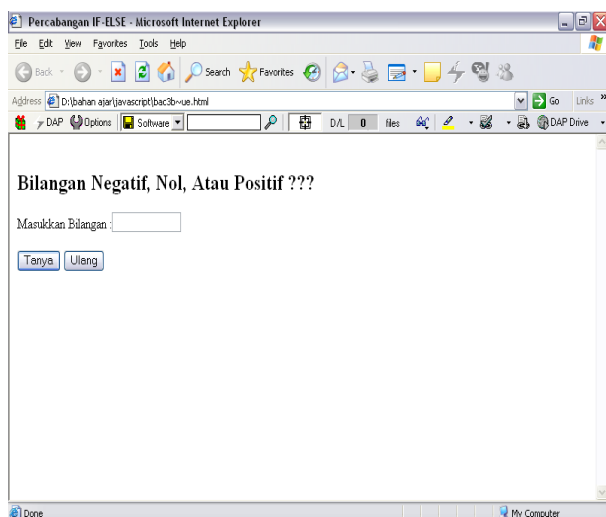 Percabangan IF-ELSE - Microsoft Internet Explorer
File Edit View Favorites Tools Help
Back Search Favorites
Address D:\bahan ajar\javascript\bac3b~ue.html Go Links »
DAP Options Software D/L 0 files DAP Drive
Bilangan Negatif, Nol, Atau Positif ???
Masukkan Bilangan :
Tanya Ulang
Done My Computer